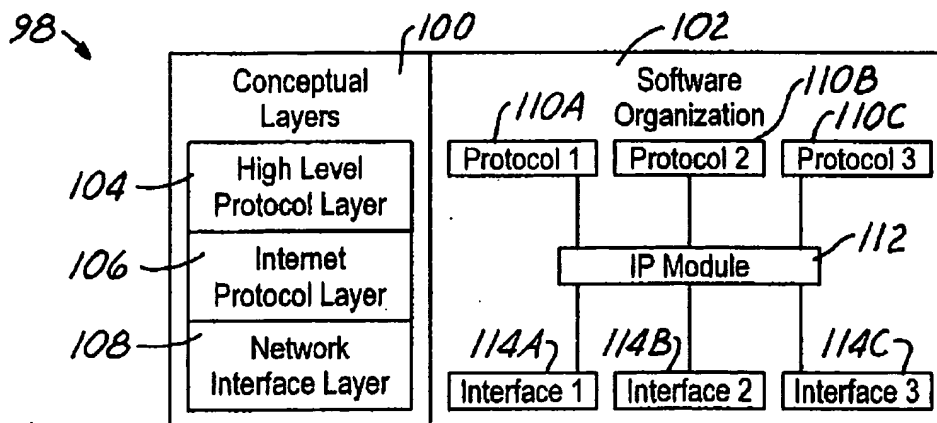 98
100
102
Conceptual
Layers
Software
Organization
110A
110B
110C
Protocol 1
Protocol 2
Protocol 3
104
High Level
Protocol Layer
106
Internet
Protocol Layer
112
IP Module
108
Network
Interface Layer
114A
114B
114C
Interface 1
Interface 2
Interface 3